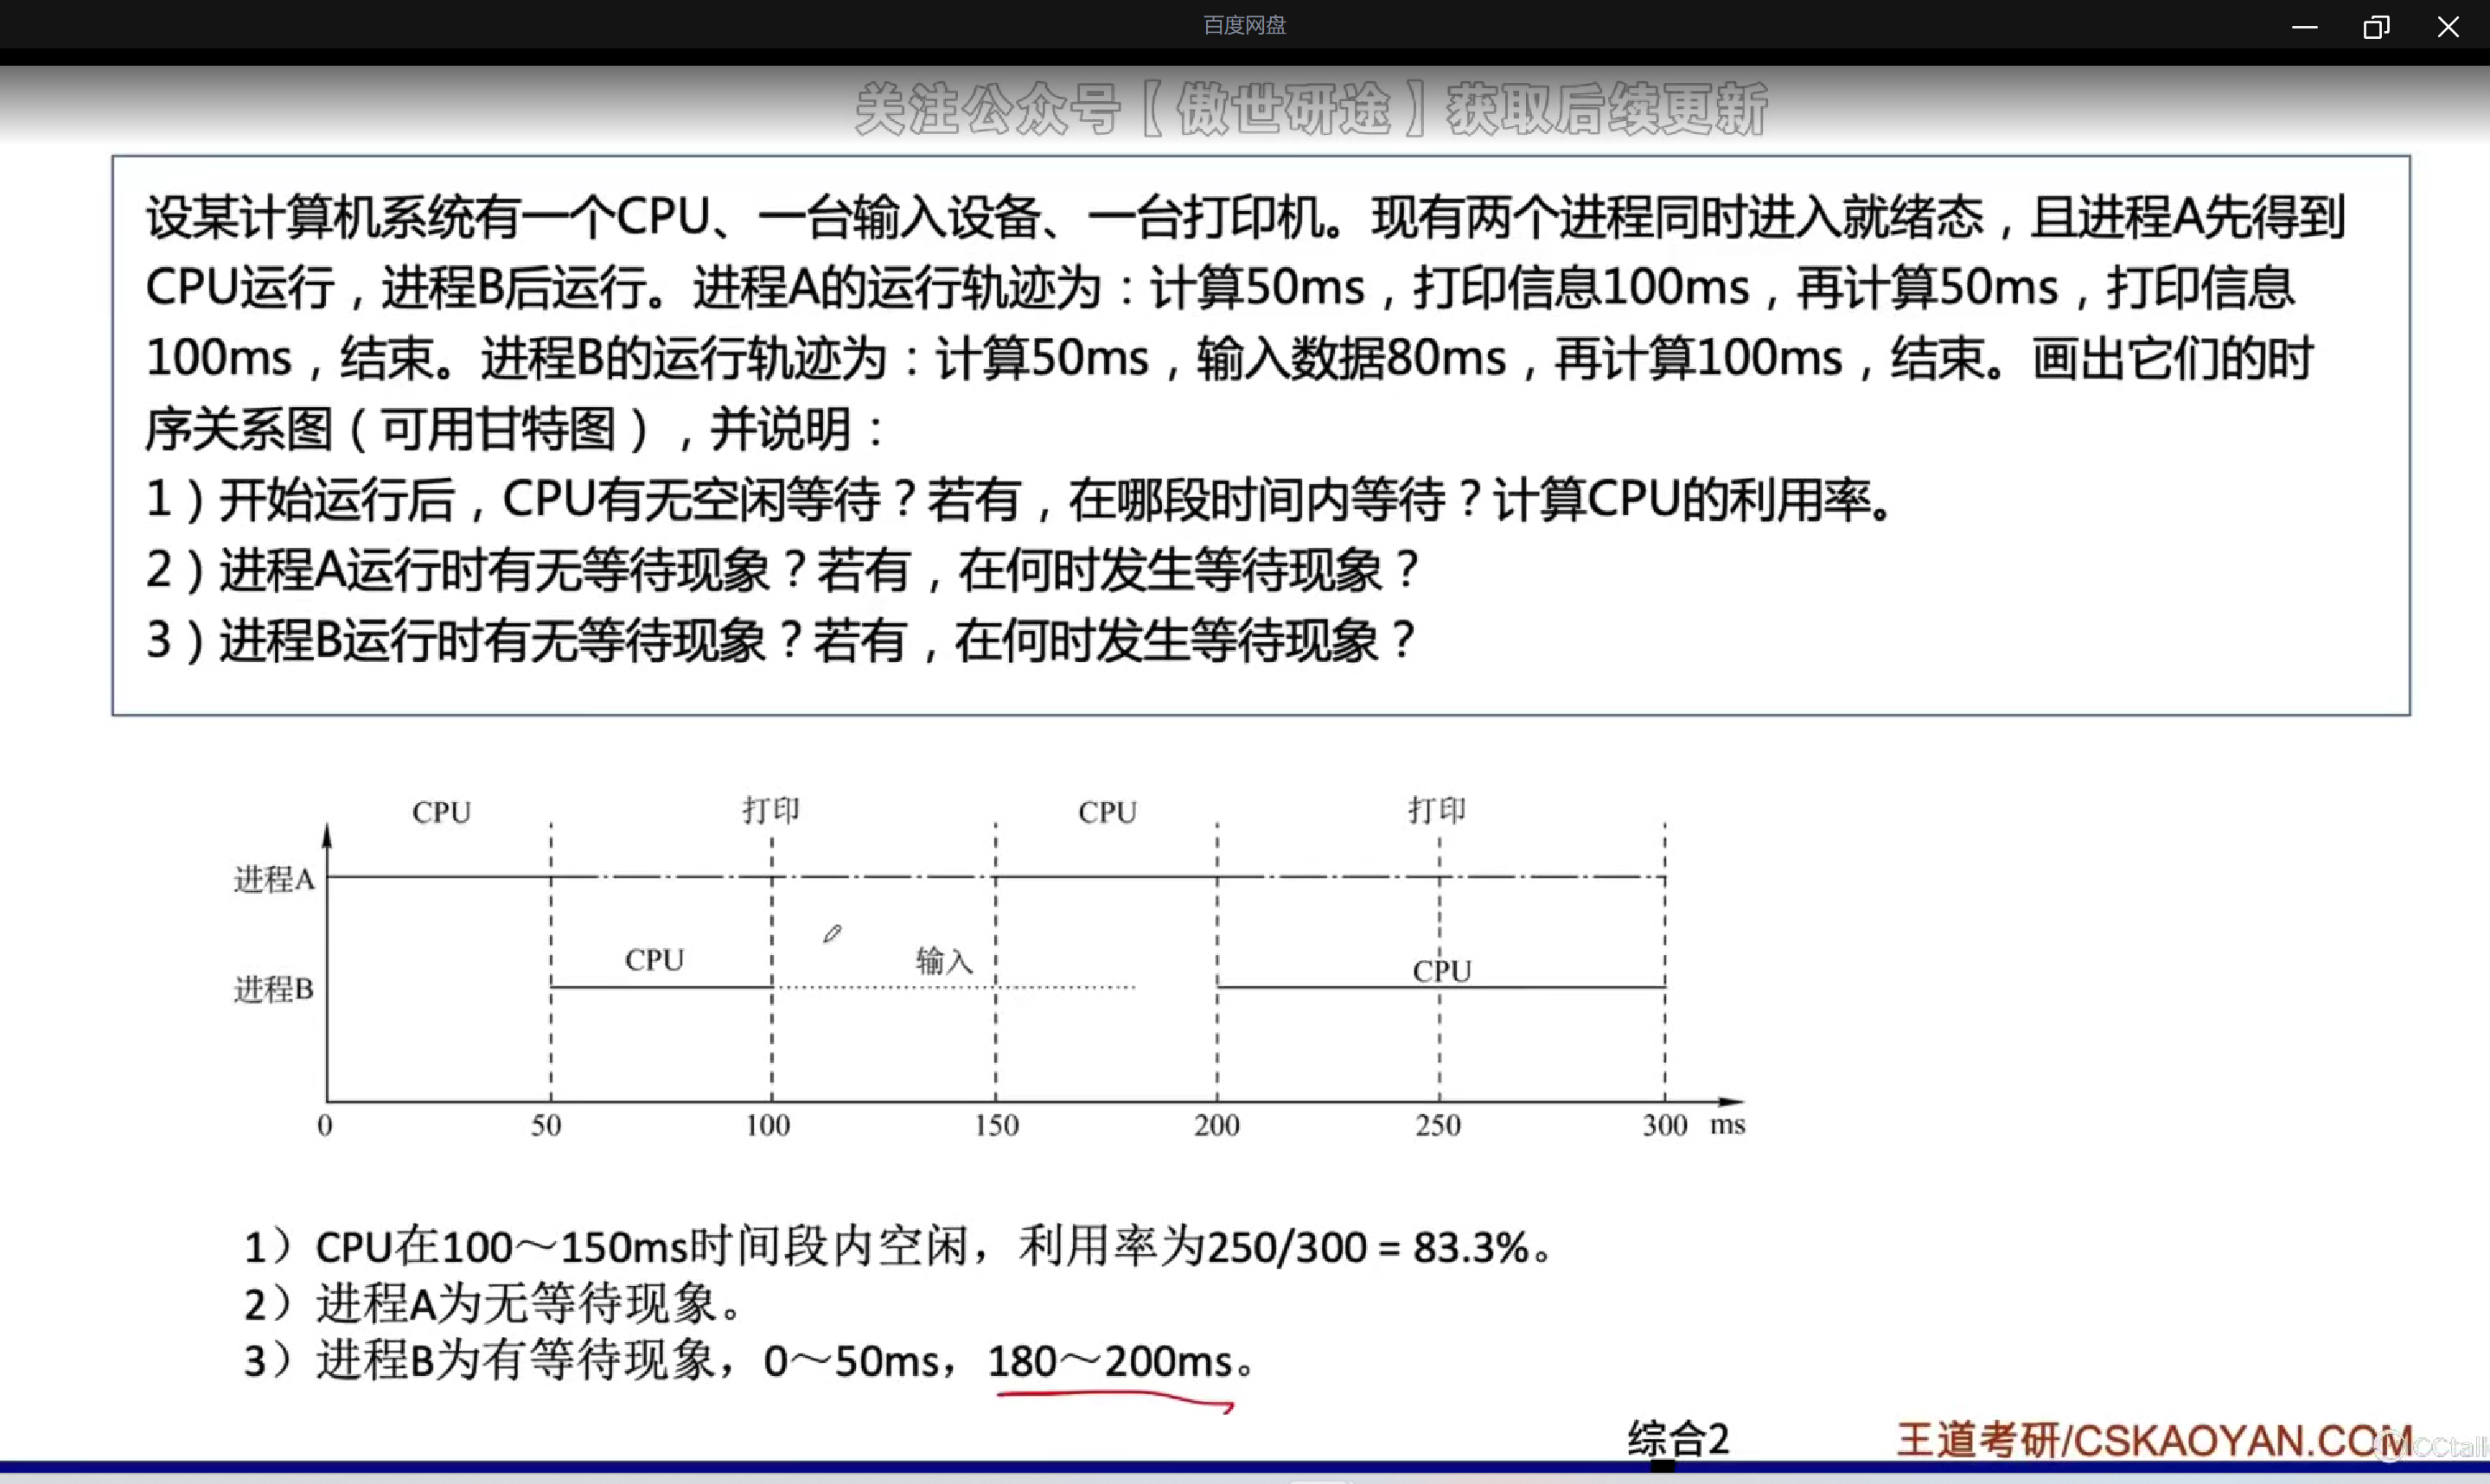 百度网盘
关注公众号【傲世研途】获取后续更新
设某计算机系统有一个CPU、一台输入设备、一台打印机。现有两个进程同时进入就绪态，且进程A先得到
CPU运行，进程B后运行。进程A的运行轨迹为：计算50ms，打印信息100ms，再计算50ms，打印信息
100ms，结束。进程B的运行轨迹为：计算50ms，输入数据80ms，再计算100ms，结束。画出它们的时
序关系图（可用甘特图），并说明：
1）开始运行后，CPU有无空闲等待？若有，在哪段时间内等待？计算CPU的利用率。
2）进程A运行时有无等待现象？若有，在何时发生等待现象？
3）进程B运行时有无等待现象？若有，在何时发生等待现象？
CPU 打印 CPU 打印
进程A
CPU 输入 CPU
进程B
0 50 100 150 200 250 300 ms
1）CPU在100～150ms时间段内空闲，利用率为250/300 = 83.3%。
2）进程A为无等待现象。
3）进程B为有等待现象，0～50ms，180～200ms。
综合2
王道考研/CSKAOYAN.COM
CCtalk